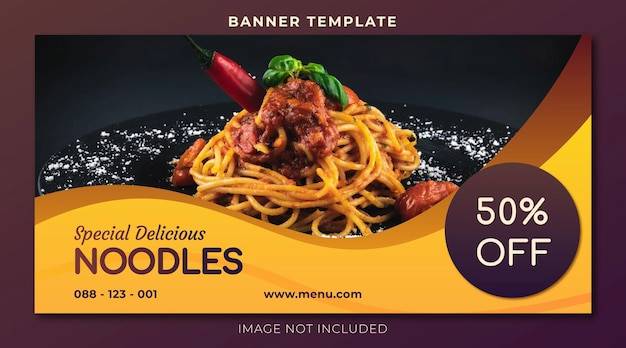 BANNER TEMPLATE
Special Delicious
NOODLES
088 - 123 - 001
www.menu.com
50%
OFF
IMAGE NOT INCLUDED